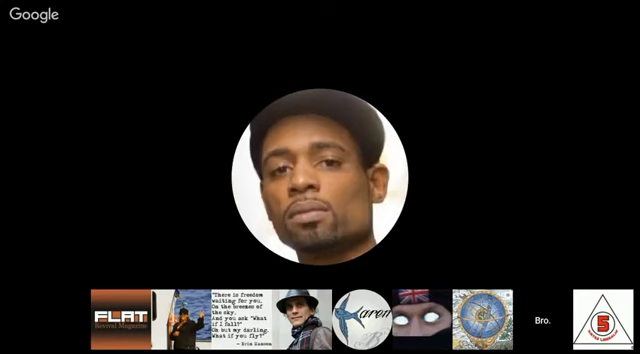 Google
FLAT
Revival Magazine
"There is freedom
waiting for you,
On the breezes of
the sky,
And you ask "What
if I fall?"
Oh but my darling,
What if you fly?"
~ Erin Hanson
Karon
Bro.
5